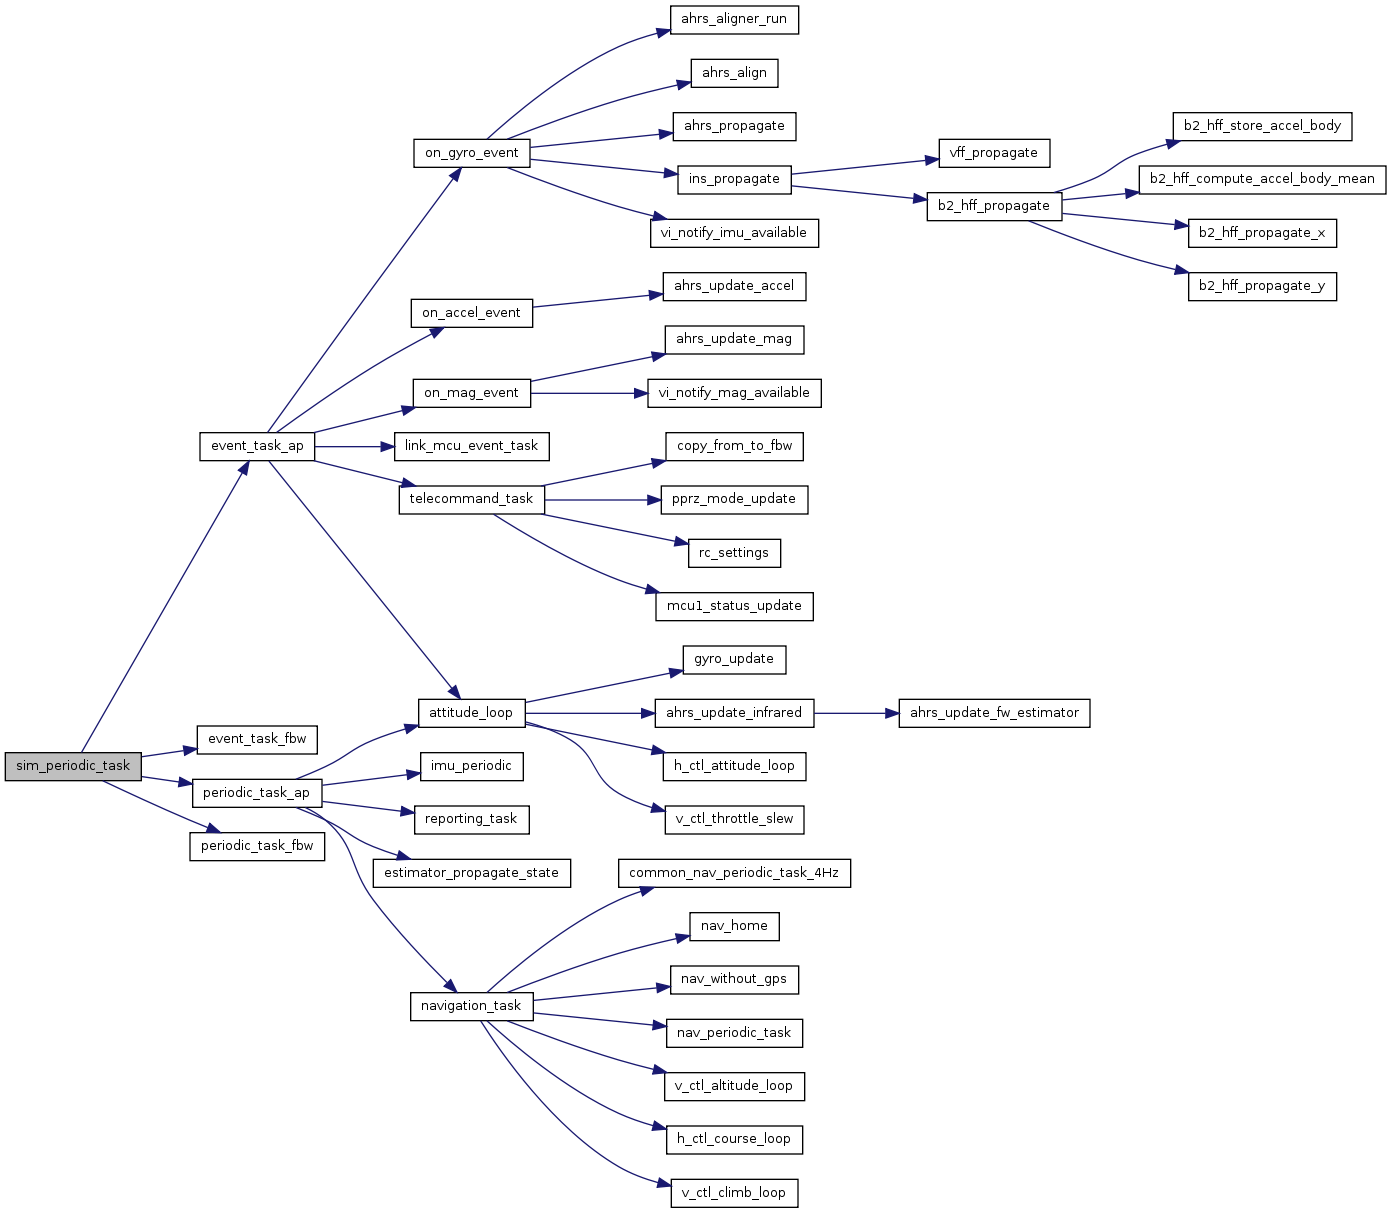 ahrs_aligner_run
ahrs_align
ahrs_propagate
b2_hff_store_accel_body
on_gyro_event
vff_propagate
ins_propagate
b2_hff_compute_accel_body_mean
b2_hff_propagate
vi_notify_imu_available
b2_hff_propagate_x
ahrs_update_accel
b2_hff_propagate_y
on_accel_event
ahrs_update_mag
on_mag_event
vi_notify_mag_available
event_task_ap
link_mcu_event_task
copy_from_to_fbw
telecommand_task
pprz_mode_update
rc_settings
mcu1_status_update
gyro_update
attitude_loop
ahrs_update_infrared
ahrs_update_fw_estimator
event_task_fbw
sim_periodic_task
imu_periodic
h_ctl_attitude_loop
periodic_task_ap
reporting_task
v_ctl_throttle_slew
periodic_task_fbw
estimator_propagate_state
common_nav_periodic_task_4Hz
nav_home
nav_without_gps
navigation_task
nav_periodic_task
v_ctl_altitude_loop
h_ctl_course_loop
v_ctl_climb_loop